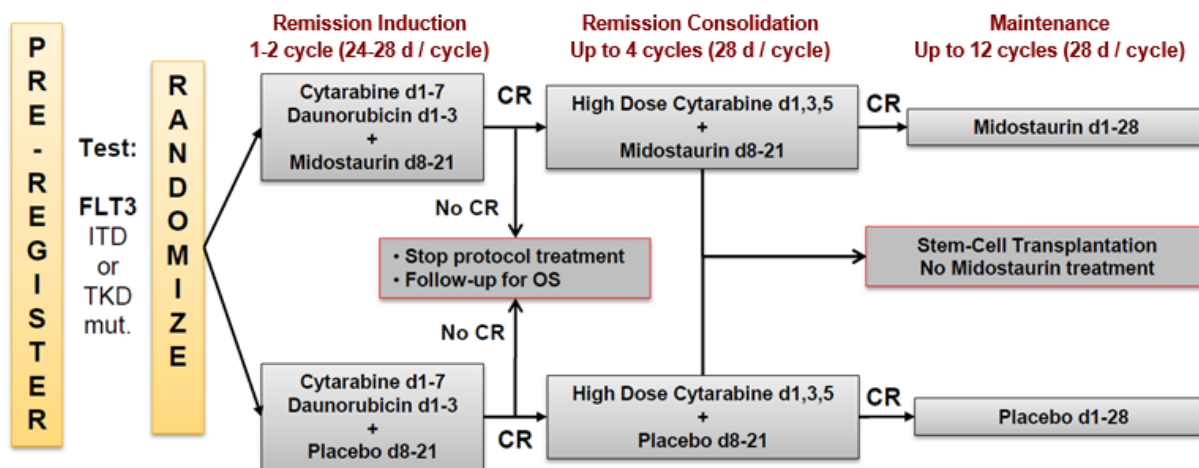 PRE-REGISTER
Test:
FLT3
ITD
or
TKD
mut.
RANDOMIZE
Remission Induction
1-2 cycle (24-28 d / cycle)
Remission Consolidation
Up to 4 cycles (28 d / cycle)
Maintenance
Up to 12 cycles (28 d / cycle)
Cytarabine d1-7
Daunorubicin d1-3
+
Midostaurin d8-21
CR
High Dose Cytarabine d1,3,5
+
Midostaurin d8-21
CR
Midostaurin d1-28
No CR
• Stop protocol treatment
• Follow-up for OS
Stem-Cell Transplantation
No Midostaurin treatment
No CR
Cytarabine d1-7
Daunorubicin d1-3
+
Placebo d8-21
CR
High Dose Cytarabine d1,3,5
+
Placebo d8-21
CR
Placebo d1-28